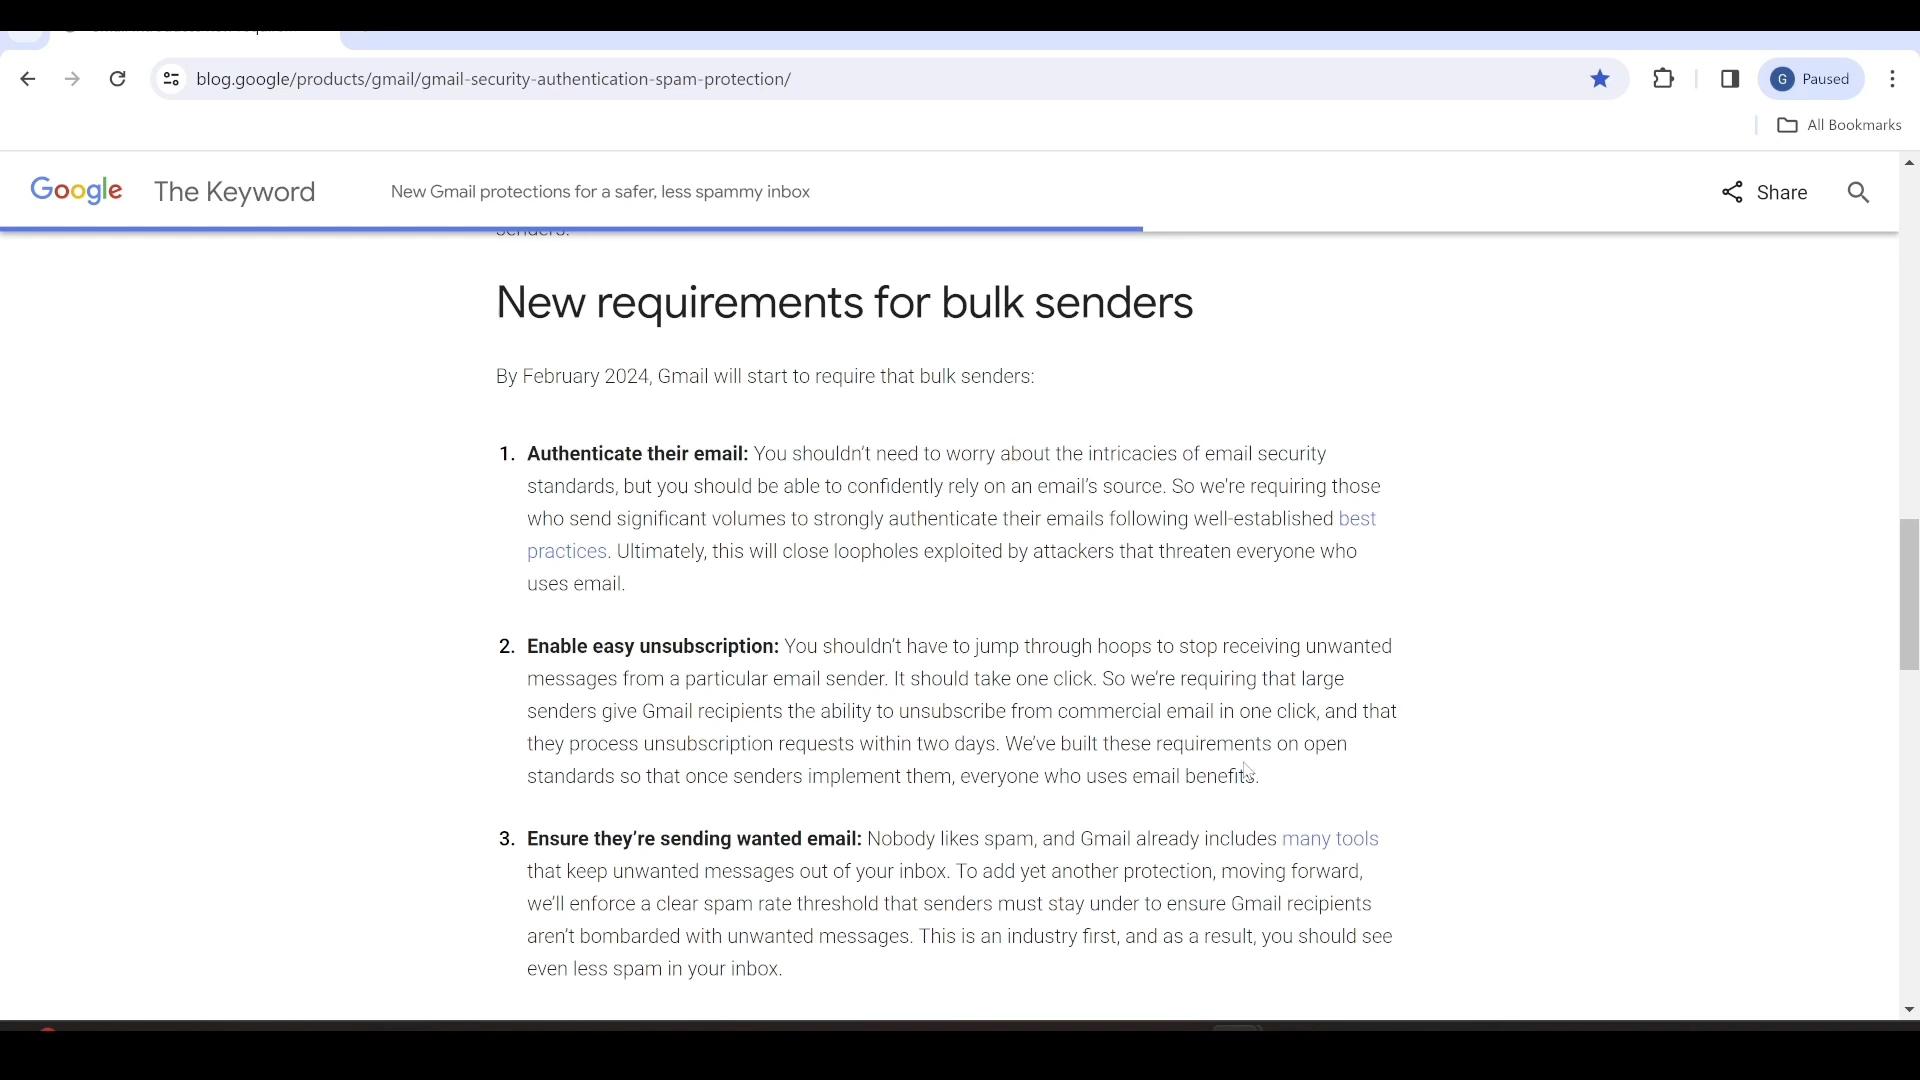 blog.google/products/gmail/gmail-security-authentication-spam-protection/
G Paused
All Bookmarks
Google The Keyword New Gmail protections for a safer, less spammy inbox Share
senders.
New requirements for bulk senders
By February 2024, Gmail will start to require that bulk senders:
1. Authenticate their email: You shouldn’t need to worry about the intricacies of email security
standards, but you should be able to confidently rely on an email’s source. So we’re requiring those
who send significant volumes to strongly authenticate their emails following well-established best
practices. Ultimately, this will close loopholes exploited by attackers that threaten everyone who
uses email.
2. Enable easy unsubscription: You shouldn’t have to jump through hoops to stop receiving unwanted
messages from a particular email sender. It should take one click. So we’re requiring that large
senders give Gmail recipients the ability to unsubscribe from commercial email in one click, and that
they process unsubscription requests within two days. We’ve built these requirements on open
standards so that once senders implement them, everyone who uses email benefits.
3. Ensure they’re sending wanted email: Nobody likes spam, and Gmail already includes many tools
that keep unwanted messages out of your inbox. To add yet another protection, moving forward,
we’ll enforce a clear spam rate threshold that senders must stay under to ensure Gmail recipients
aren’t bombarded with unwanted messages. This is an industry first, and as a result, you should see
even less spam in your inbox.